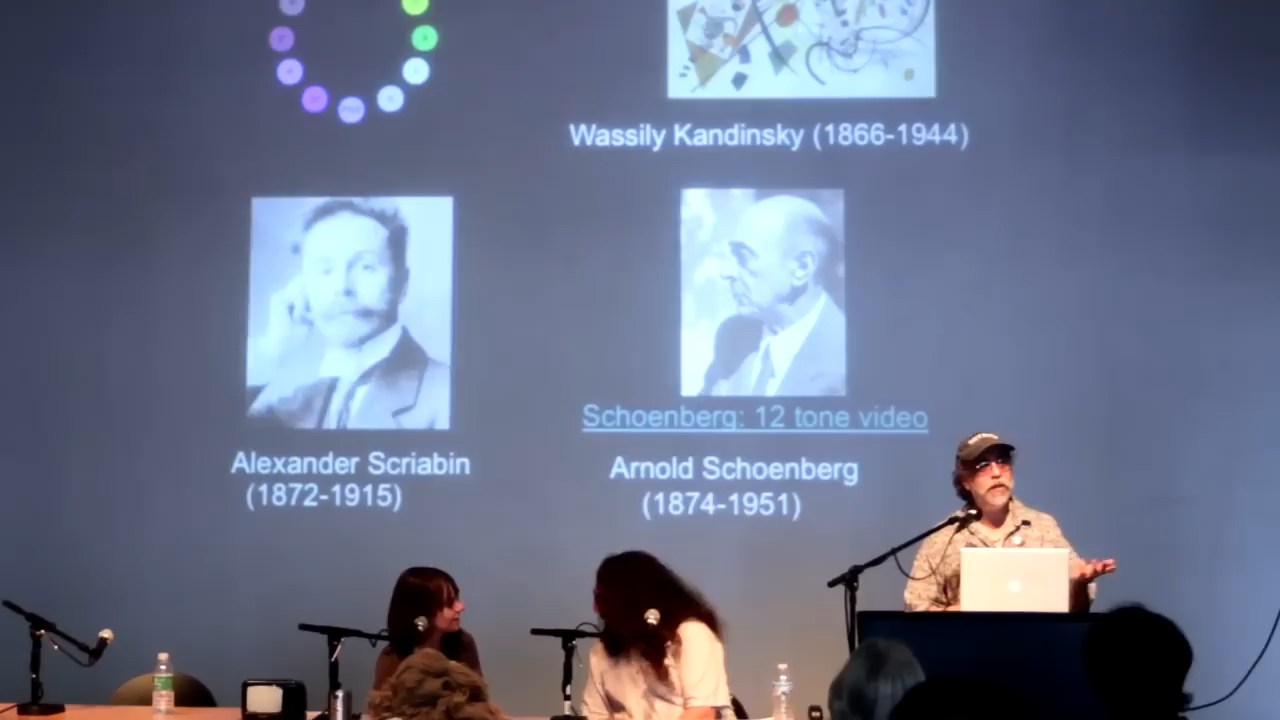 Wassily Kandinsky (1866-1944)
Schoenberg: 12 tone video
Alexander Scriabin
(1872-1915)
Arnold Schoenberg
(1874-1951)